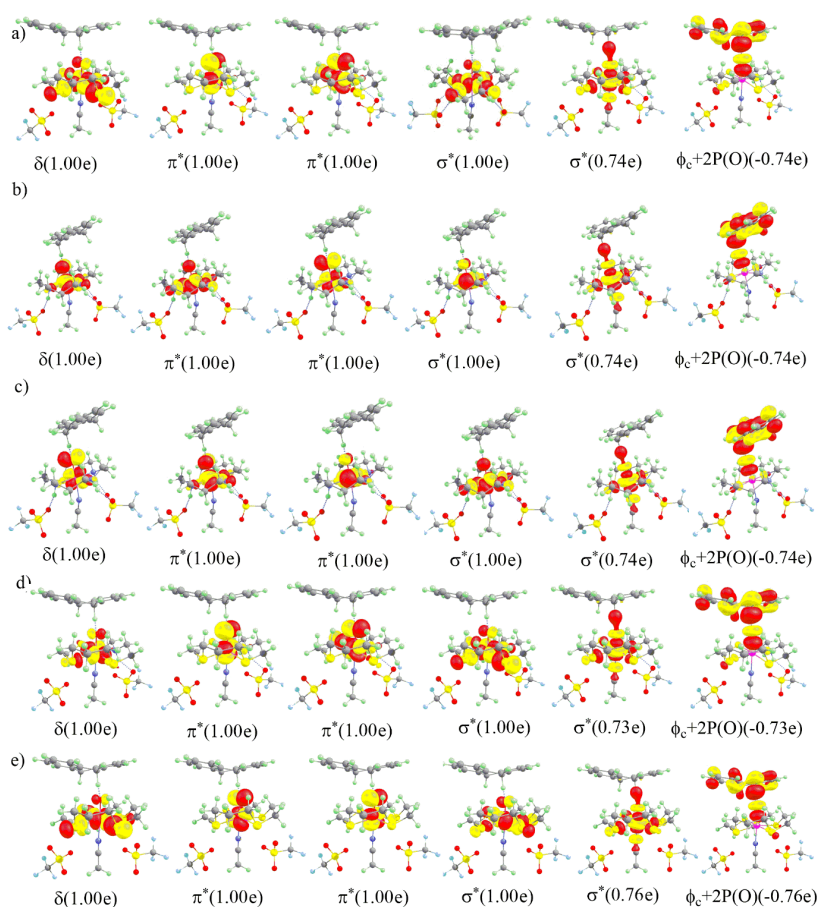 a)
δ(1.00e) π*(1.00e) π*(1.00e) σ*(1.00e) σ*(0.74e) ϕc+2P(O)(-0.74e)
b)
δ(1.00e) π*(1.00e) π*(1.00e) σ*(1.00e) σ*(0.74e) ϕc+2P(O)(-0.74e)
c)
δ(1.00e) π*(1.00e) π*(1.00e) σ*(1.00e) σ*(0.74e) ϕc+2P(O)(-0.74e)
d)
δ(1.00e) π*(1.00e) π*(1.00e) σ*(1.00e) σ*(0.73e) ϕc+2P(O)(-0.73e)
e)
δ(1.00e) π*(1.00e) π*(1.00e) σ*(1.00e) σ*(0.76e) ϕc+2P(O)(-0.76e)